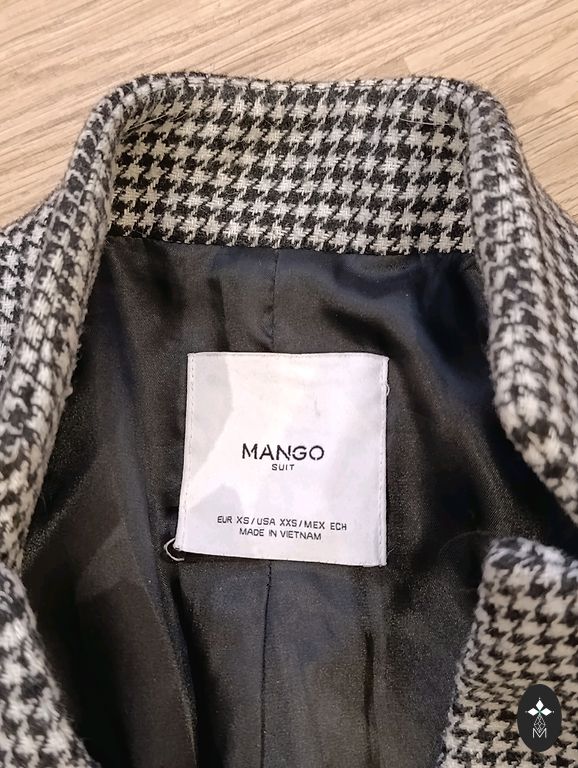 MANGO
SUIT
EUR XS/USA XXS/MEX ECH
MADE IN VIETNAM
M